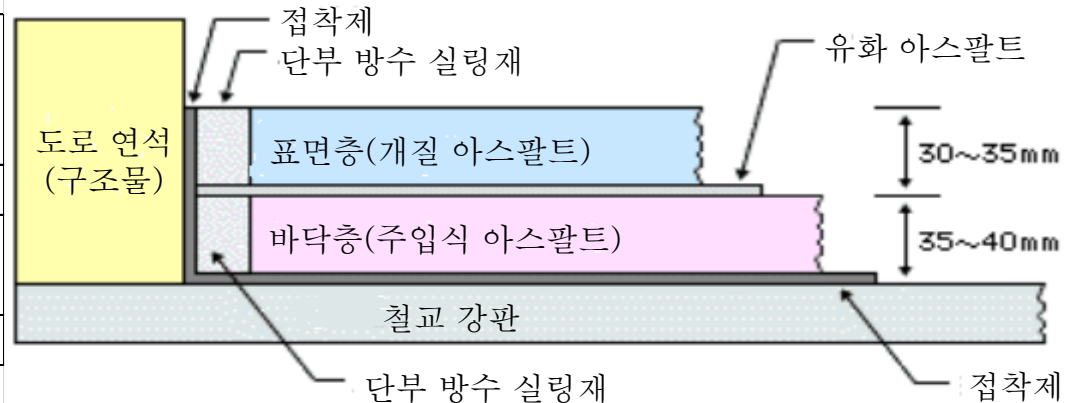 접착제
단부 방수 실링재
유화 아스팔트
도로 연석
(구조물)
표면층(개질 아스팔트)
30~35mm
바닥층(주입식 아스팔트)
35~40mm
철교 강판
단부 방수 실링재
접착제